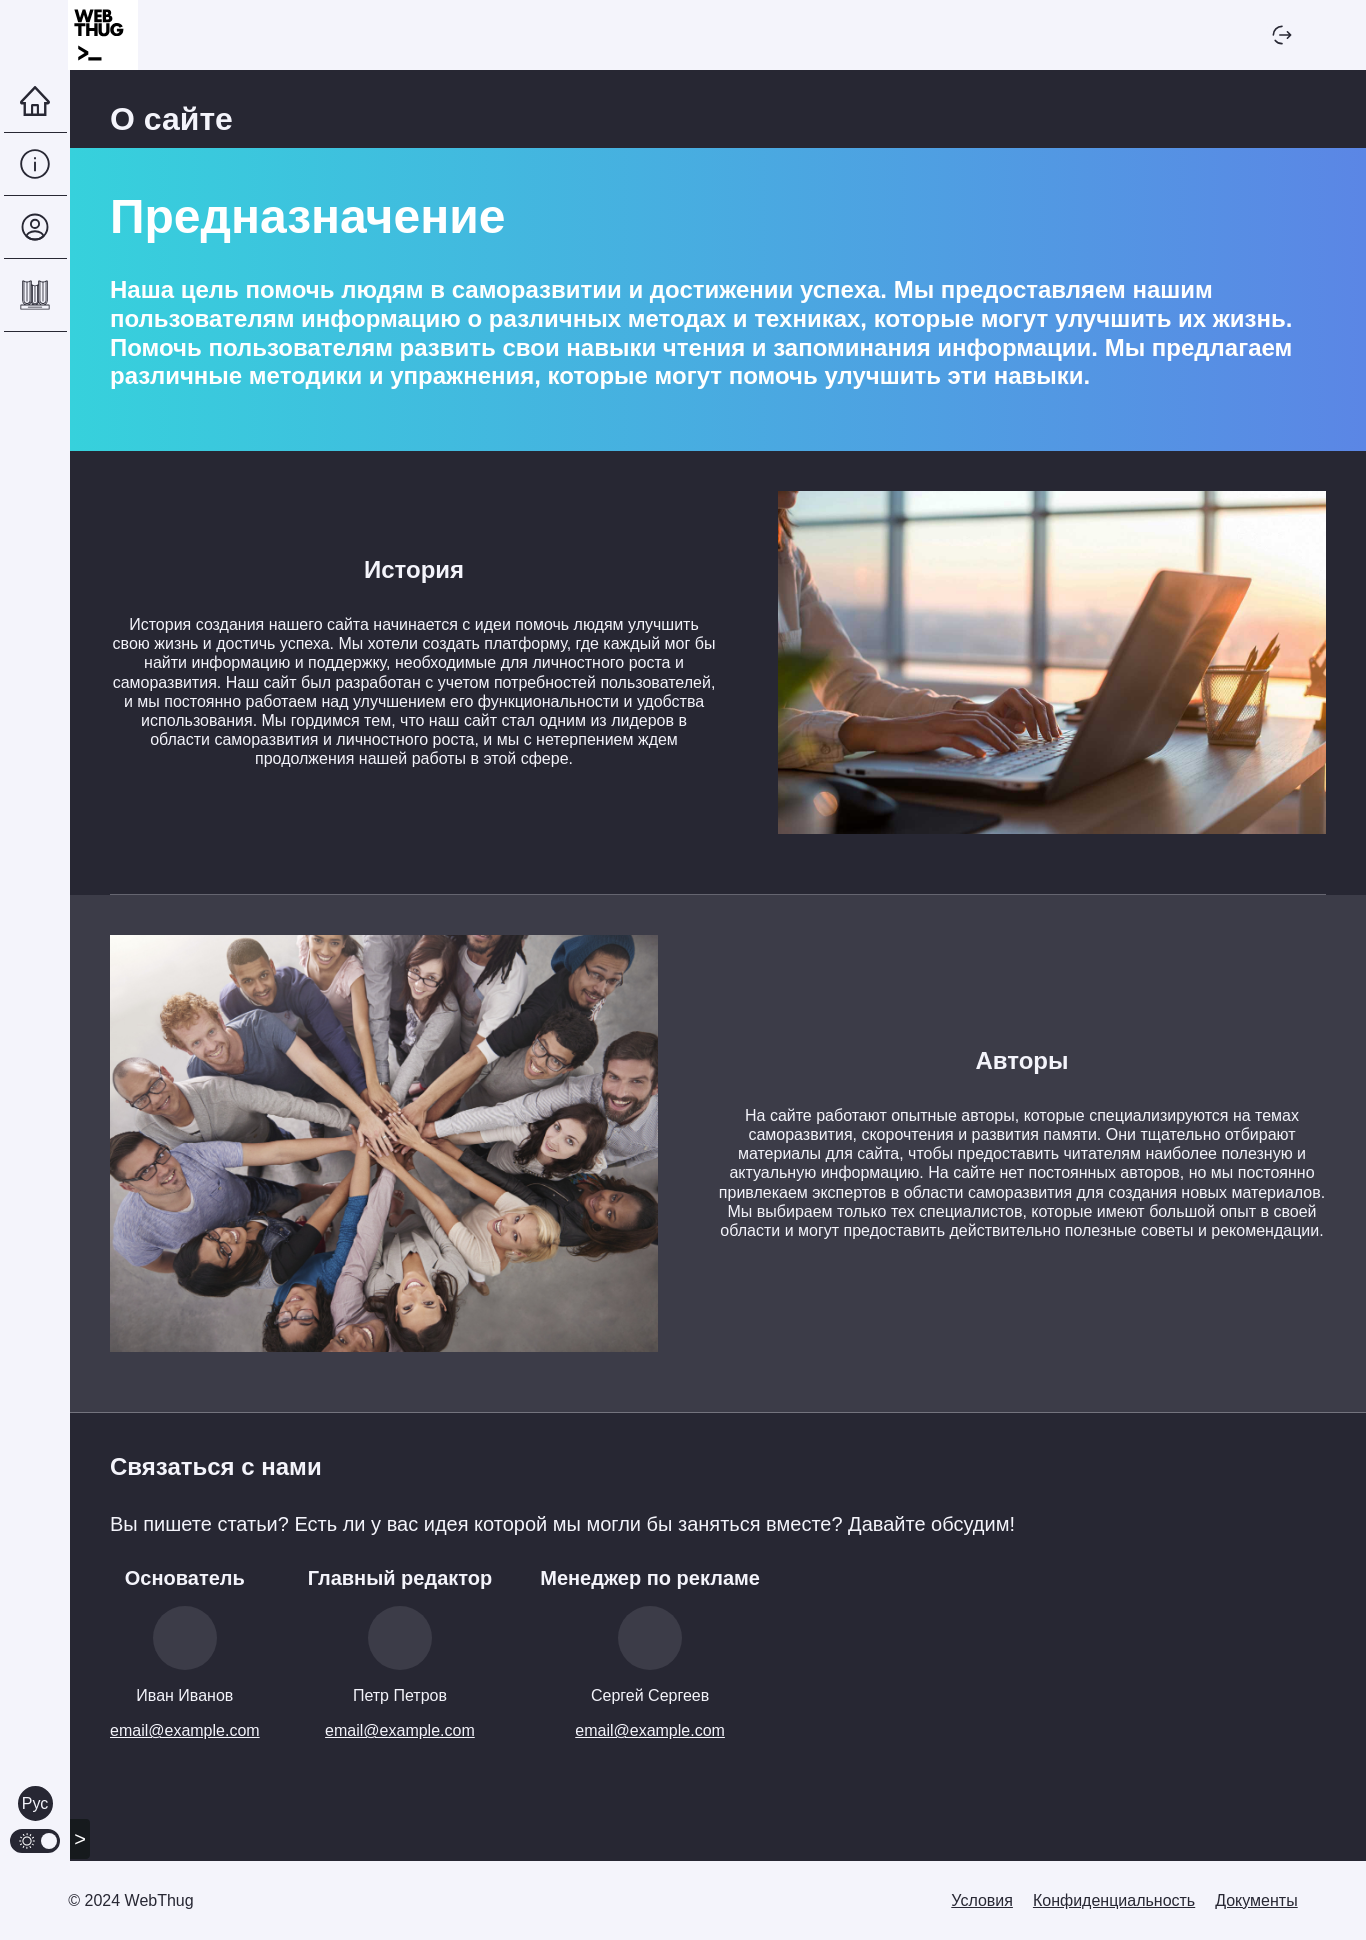 WEB
THUG
>_
О сайте
Предназначение
Наша цель помочь людям в саморазвитии и достижении успеха. Мы предоставляем нашим
пользователям информацию о различных методах и техниках, которые могут улучшить их жизнь.
Помочь пользователям развить свои навыки чтения и запоминания информации. Мы предлагаем
различные методики и упражнения, которые могут помочь улучшить эти навыки.
История
История создания нашего сайта начинается с идеи помочь людям улучшить
свою жизнь и достичь успеха. Мы хотели создать платформу, где каждый мог бы
найти информацию и поддержку, необходимые для личностного роста и
саморазвития. Наш сайт был разработан с учетом потребностей пользователей,
и мы постоянно работаем над улучшением его функциональности и удобства
использования. Мы гордимся тем, что наш сайт стал одним из лидеров в
области саморазвития и личностного роста, и мы с нетерпением ждем
продолжения нашей работы в этой сфере.
Авторы
На сайте работают опытные авторы, которые специализируются на темах
саморазвития, скорочтения и развития памяти. Они тщательно отбирают
материалы для сайта, чтобы предоставить читателям наиболее полезную и
актуальную информацию. На сайте нет постоянных авторов, но мы постоянно
привлекаем экспертов в области саморазвития для создания новых материалов.
Мы выбираем только тех специалистов, которые имеют большой опыт в своей
области и могут предоставить действительно полезные советы и рекомендации.
Связаться с нами
Вы пишете статьи? Есть ли у вас идея которой мы могли бы заняться вместе? Давайте обсудим!
Основатель
Иван Иванов
email@example.com
Главный редактор
Петр Петров
email@example.com
Менеджер по рекламе
Сергей Сергеев
email@example.com
Рус
>
© 2024 WebThug
Условия Конфиденциальность Документы